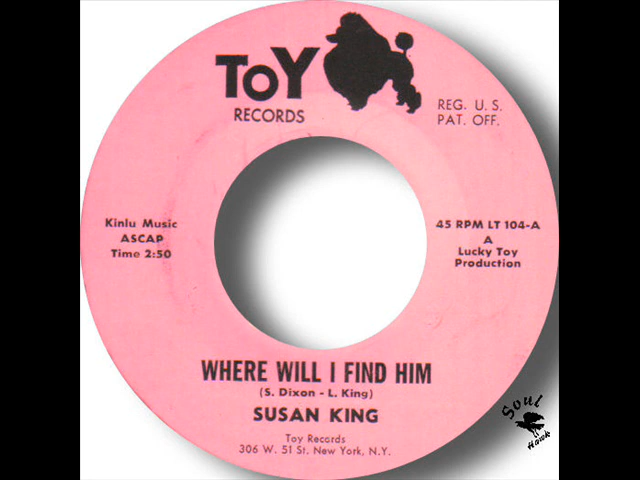 TOY
RECORDS
REG. U. S.
PAT. OFF.
Kinlu Music
ASCAP
Time 2:50
45 RPM LT 104-A
A
Lucky Toy
Production
WHERE WILL I FIND HIM
(S. Dixon - L. King)
SUSAN KING
Toy Records
306 W. 51 St. New York, N.Y.
Soul
Hawk